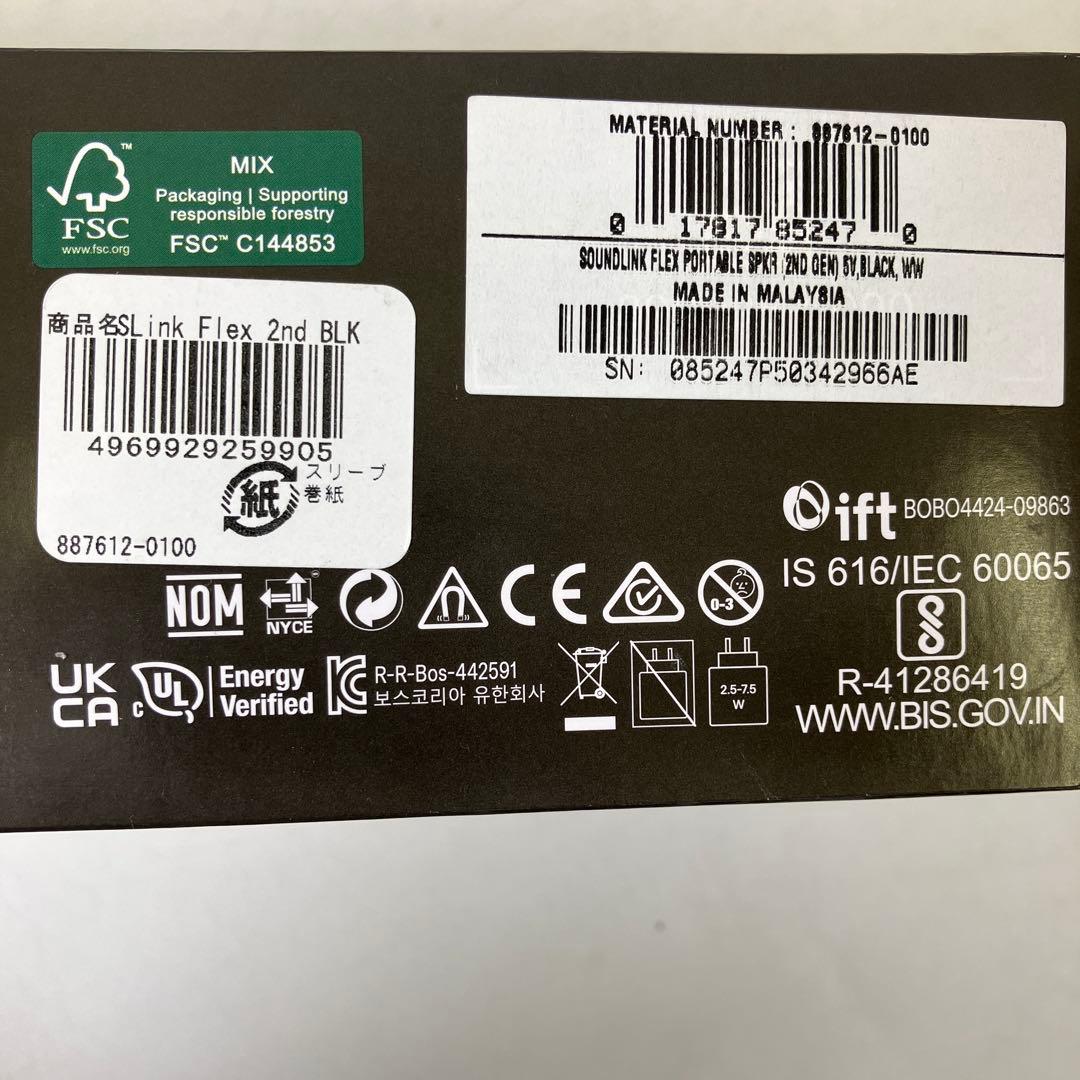 MIX
Packaging | Supporting
responsible forestry
FSC™ C144853
FSC
www.fsc.org
MATERIAL NUMBER : 887612-0100
0 17817 85247 0
SOUNDLINK FLEX PORTABLE SPKR (2ND GEN) 5V,BLACK, WW
MADE IN MALAYSIA
SN: 085247P50342966AE
商品名SLink Flex 2nd BLK
4969929259905
紙
スリーブ
巻紙
887612-0100
ift BOBO4424-09863
IS 616/IEC 60065
R-41286419
WWW.BIS.GOV.IN
NOM
NYCE
CE
0-3
UK
CA
c UL
Energy
Verified
R-R-Bos-442591
보스코리아 유한회사
2.5-7.5
W